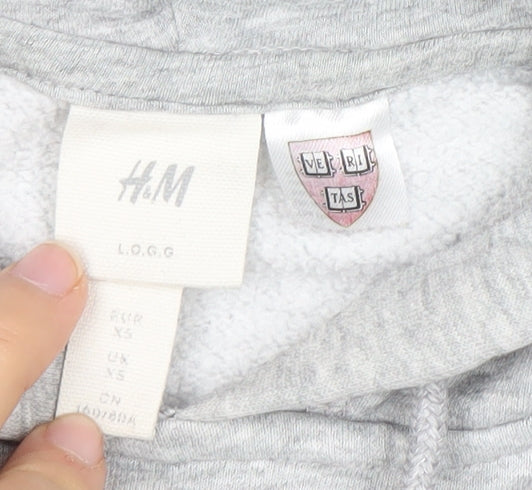 H&M
L.O.G.G
VE RI
TAS
EUR
XS
UK
XS
CN
160/80A